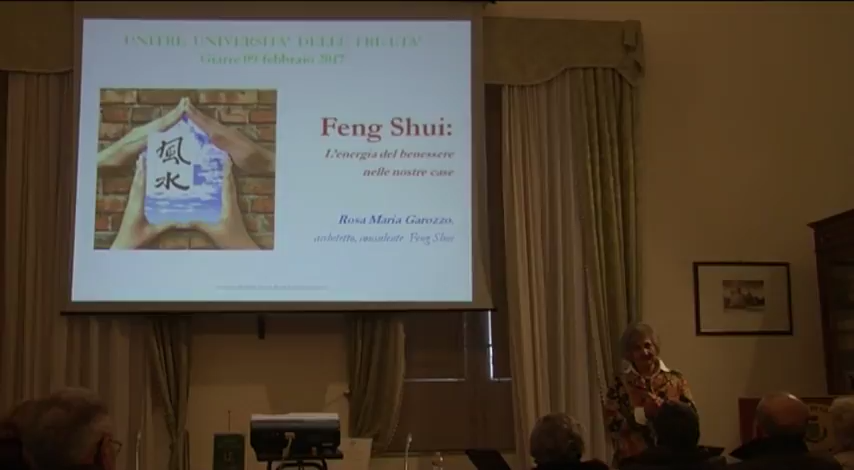 UNITRE UNIVERSITA' DELLE TRE ETA'
Giarre 09 febbraio 2017
風
水
Feng Shui:
L'energia del benessere
nelle nostre case
Rosa Maria Garozzo,
architetto, consulente Feng Shui